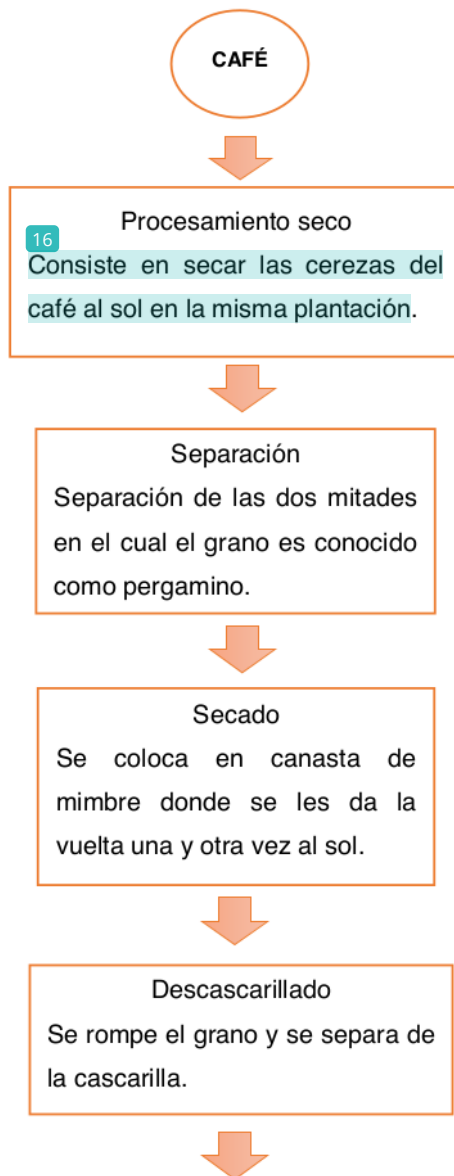 CAFÉ
Procesamiento seco
16
Consiste en secar las cerezas del
café al sol en la misma plantación.
Separación
Separación de las dos mitades
en el cual el grano es conocido
como pergamino.
Secado
Se coloca en canasta de
mimbre donde se les da la
vuelta una y otra vez al sol.
Descascarillado
Se rompe el grano y se separa de
la cascarilla.